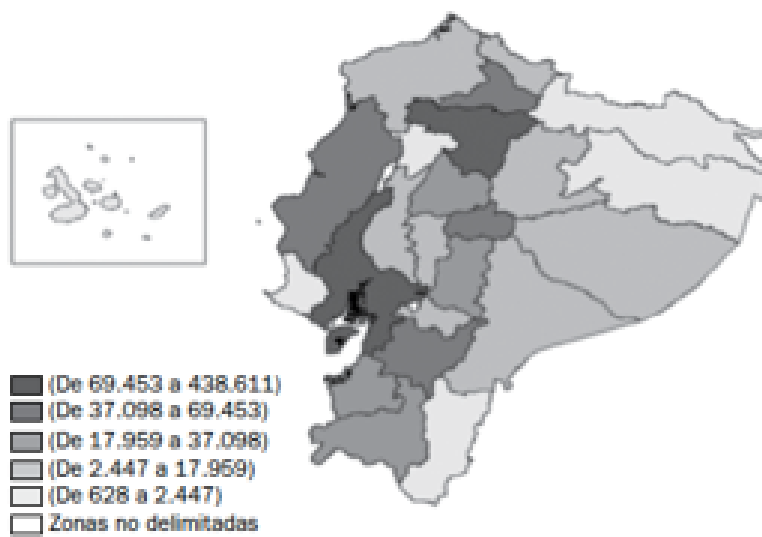 (De 69.453 a 438.611)
(De 37.098 a 69.453)
(De 17.959 a 37.098)
(De 2.447 a 17.959)
(De 628 a 2.447)
Zonas no delimitadas